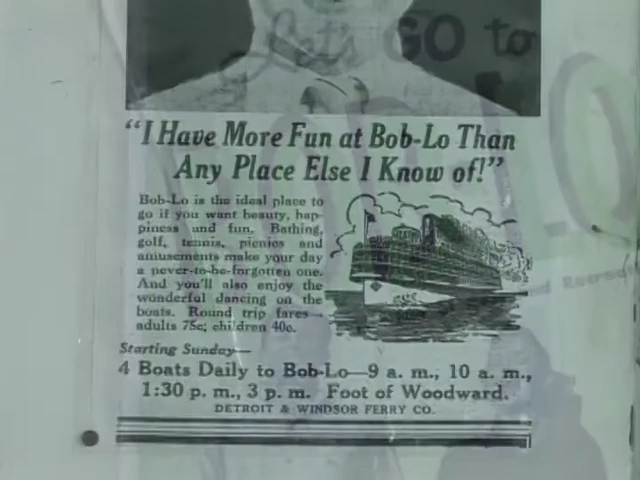 Let's GO to
"I Have More Fun at Bob-Lo Than
Any Place Else I Know of!"
Bob-Lo is the ideal place to
go if you want beauty, hap-
piness and fun. Bathing,
golf, tennis, picnics and
amusements make your day
a never-to-be-forgotten one.
And you'll also enjoy the
wonderful dancing on the
boats. Round trip fares—
adults 75c; children 40c.
Starting Sunday—
4 Boats Daily to Bob-Lo—9 a. m., 10 a. m.,
1:30 p. m., 3 p. m. Foot of Woodward.
DETROIT & WINDSOR FERRY CO.